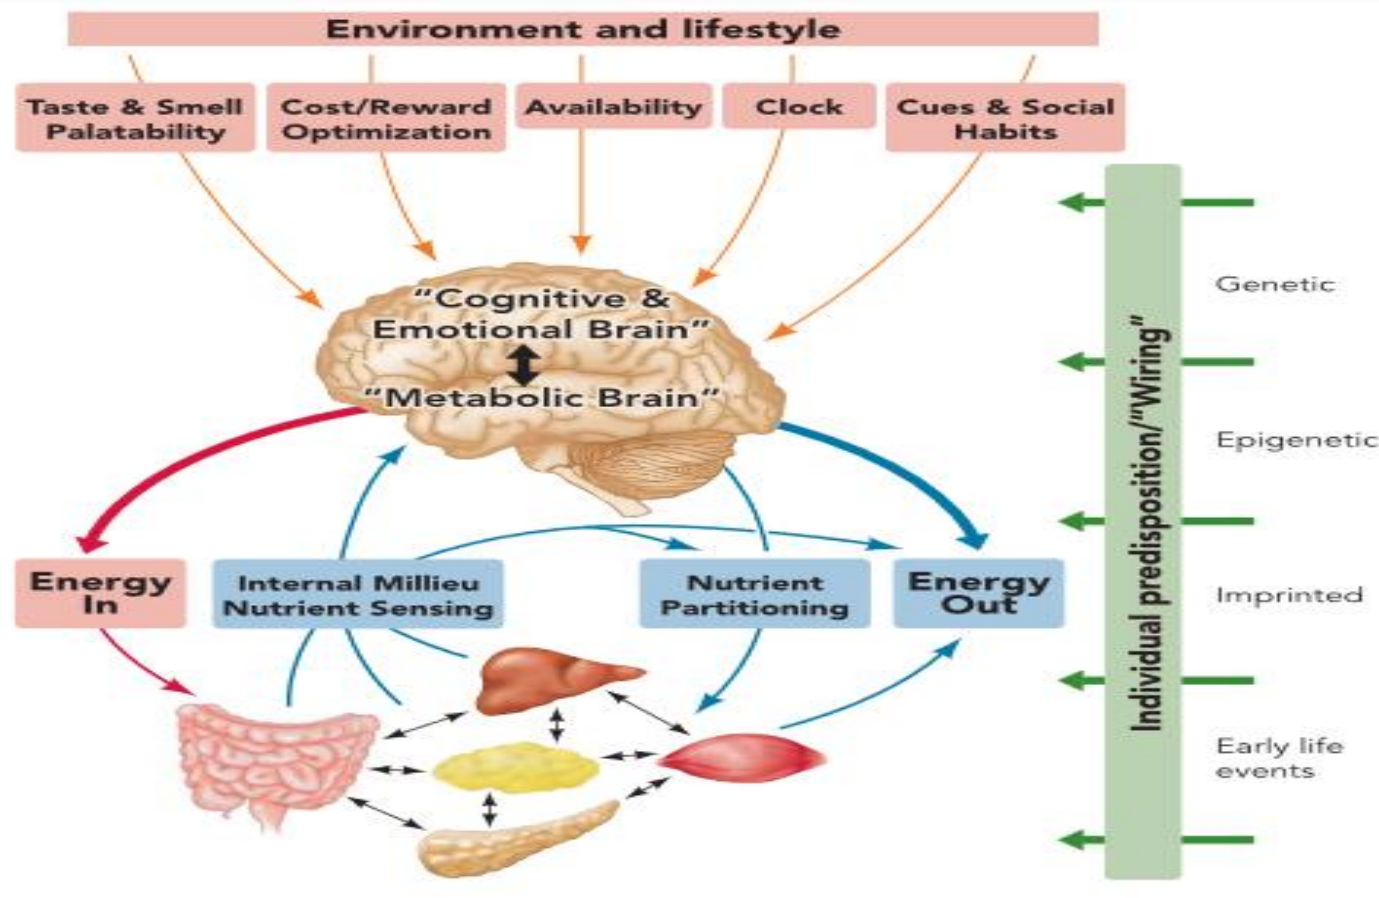 Environment and lifestyle
Taste & Smell
Palatability
Cost/Reward
Optimization
Availability
Clock
Cues & Social
Habits
“Cognitive &
Emotional Brain”
“Metabolic Brain”
Energy
In
Internal Millieu
Nutrient Sensing
Nutrient
Partitioning
Energy
Out
Individual predisposition/"Wiring"
Genetic
Epigenetic
Imprinted
Early life
events